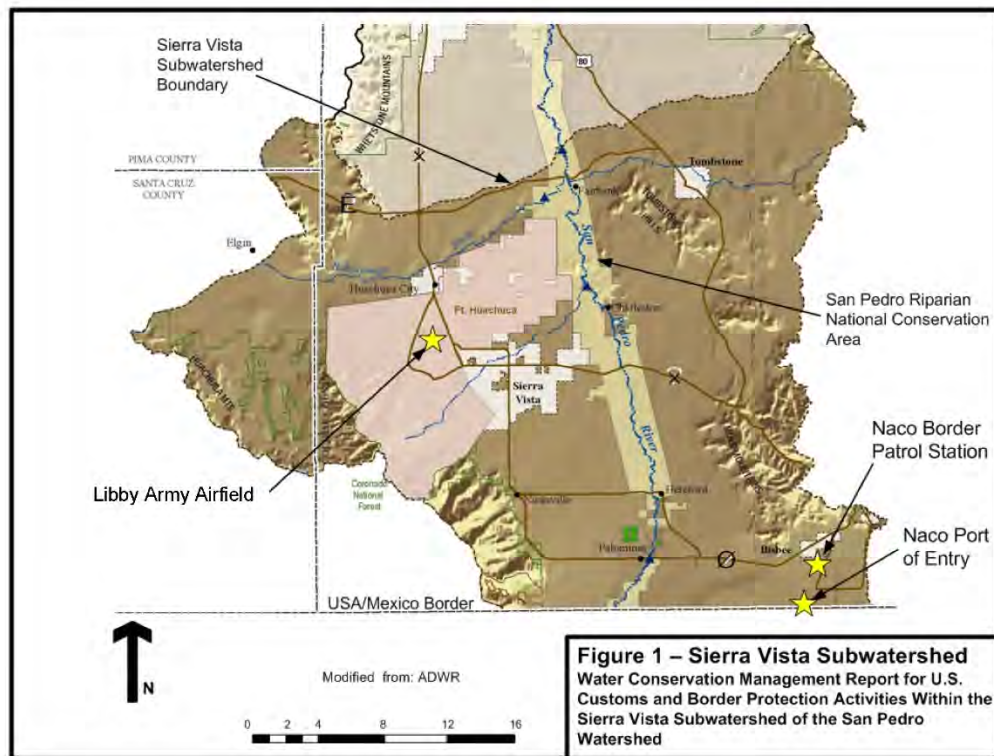 Sierra Vista
Subwatershed
Boundary
WHETSTONE MOUNTAINS
80
PIMA COUNTY
SANTA CRUZ
COUNTY
Tombstone
Elgin
San
Pedro
River
Huachuca City
Ft. Huachuca
Charleston
San Pedro Riparian
National Conservation
Area
Sierra
Vista
Naco Border
Patrol Station
Libby Army Airfield
Coronado
National
Forest
Naco Port
of Entry
Palominas
Bisbee
USA/Mexico Border
N
Modified from: ADWR
0 2 4 8 12 16
Figure 1 – Sierra Vista Subwatershed
Water Conservation Management Report for U.S.
Customs and Border Protection Activities Within the
Sierra Vista Subwatershed of the San Pedro
Watershed